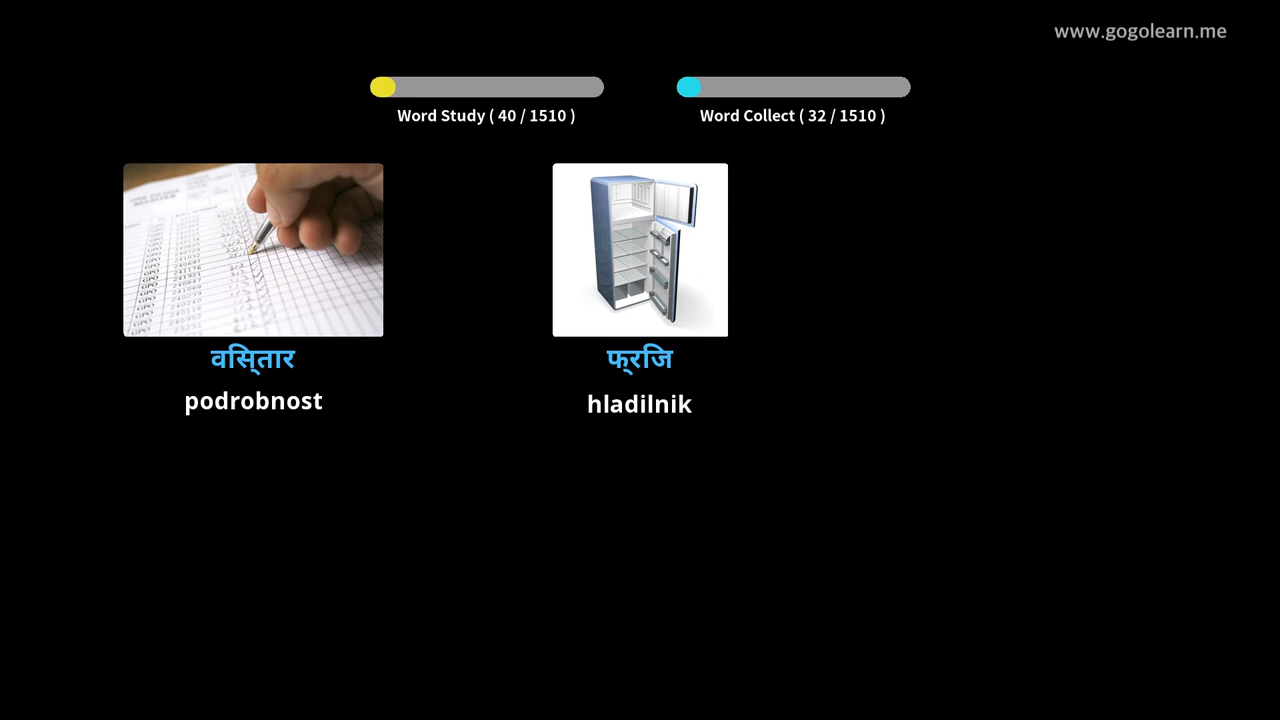 www.gogolearn.me
Word Study ( 40 / 1510 )
Word Collect ( 32 / 1510 )
वसि्तार
podrobnost
फ्रजि
hladilnik